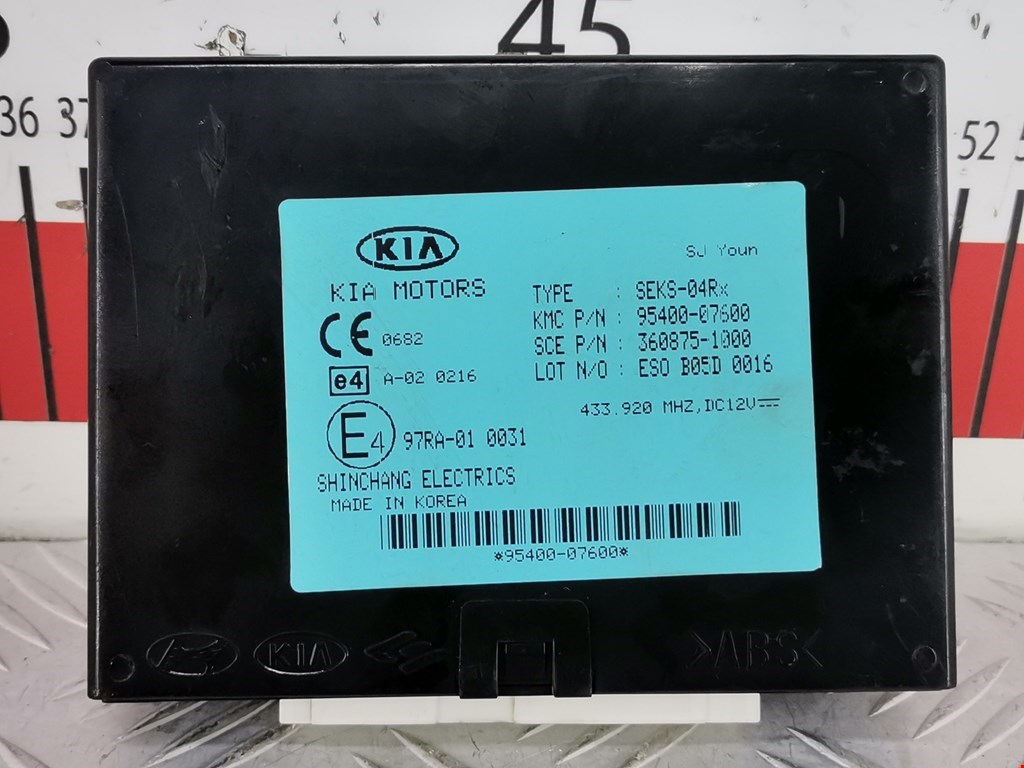 45
36 37
52
KIA
SJ Youn
KIA MOTORS
TYPE : SEKS-04Rx
KMC P/N : 95400-07600
CE 0682
SCE P/N : 360875-1000
e4 A-02 0216
LOT N/O : ESO B05D 0016
433.920 MHZ,DC12V
E4 97RA-01 0031
SHINCHANG ELECTRICS
MADE IN KOREA
*95400-07600*
KIA
>ABS<